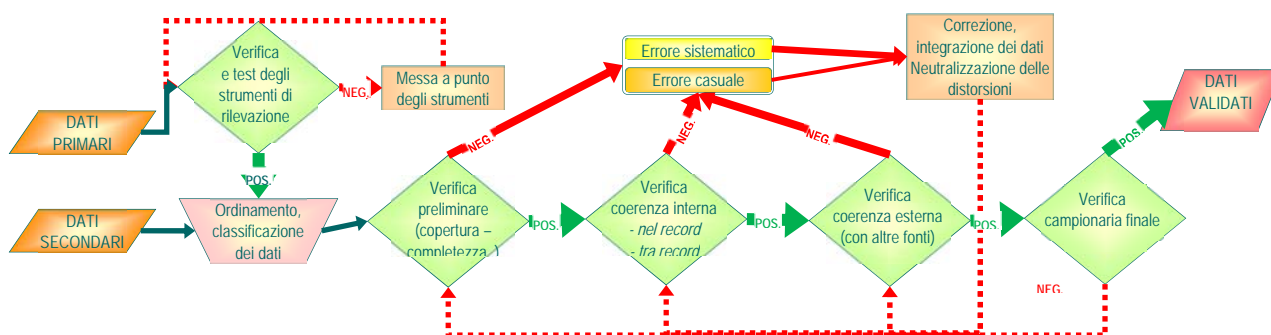 Verifica
e test degli
strumenti di
rilevazione
NEG.
Messa a punto
degli strumenti
Errore sistematico
Errore casuale
Correzione,
integrazione dei dati
Neutralizzazione delle
distorsioni
DATI
VALIDATI
DATI
PRIMARI
POS.
NEG.
NEG.
NEG.
POS.
DATI
SECONDARI
Ordinamento,
classificazione
dei dati
Verifica
preliminare
(copertura –
completezza )
POS.
Verifica
coerenza interna
- nel record
- tra record
POS.
Verifica
coerenza esterna
(con altre fonti)
POS.
Verifica
campionaria finale
NEG.